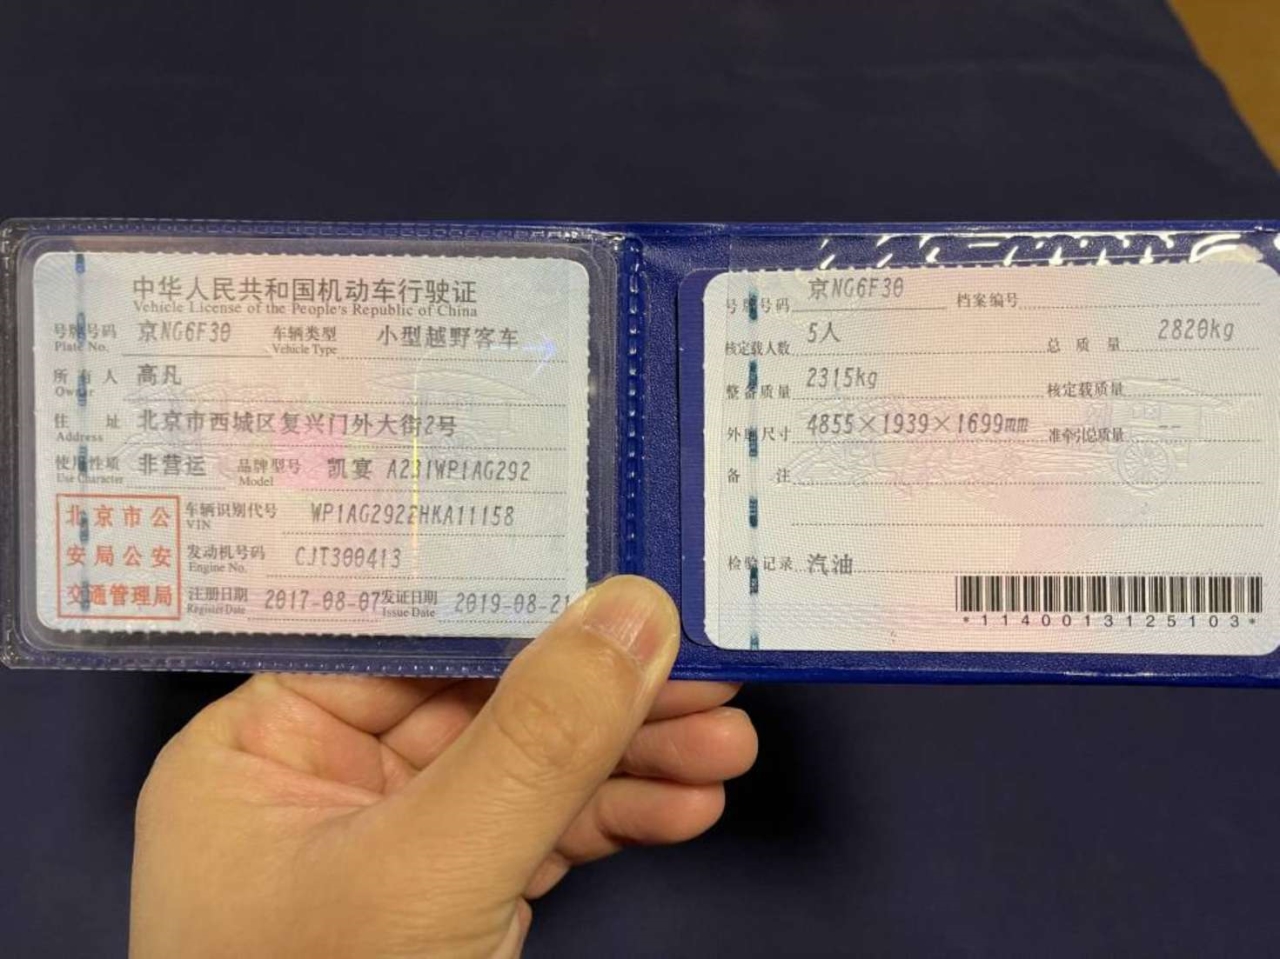 中华人民共和国机动车行驶证
Vehicle License of the People's Republic of China
号牌号码 京NG6F30 车辆类型 小型越野客车
Plate No. Vehicle Type
所有人 高凡
Owner
住址 北京市西城区复兴门外大街2号
Address
使用性质 非营运 品牌型号 凯宴 A231WP1AG292
Use Character Model
北京市公安局公安交通管理局
车辆识别代号 WP1AG2922HKA11158
VIN
发动机号码 CJT300413
Engine No.
注册日期 2017-08-07 发证日期 2019-08-21
Register Date Issue Date
号牌号码 京NG6F30 档案编号
核定载人数 5人 总质量 2820kg
整备质量 2315kg 核定载质量 --
外廓尺寸 4855×1939×1699mm 准牵引总质量 --
备注
检验记录 汽油
*1140013125103*